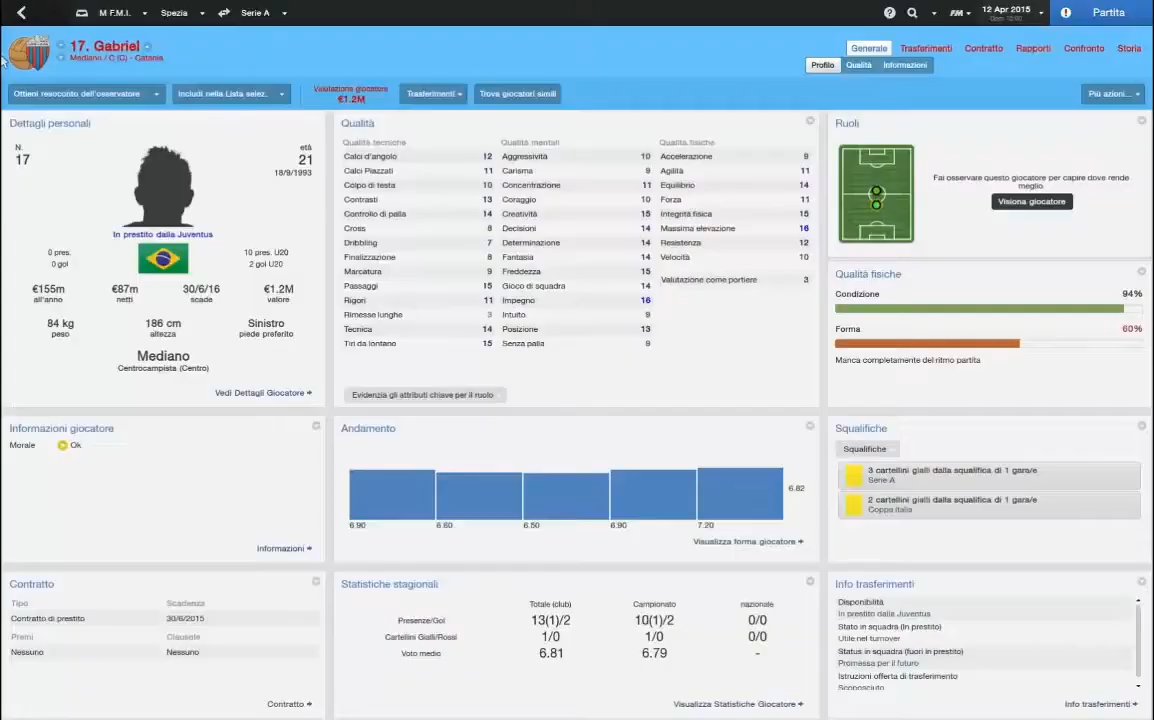 M F.M.I. Spezia Serie A 12 Apr 2015 Partita
17. Gabriel
Mediano / C (C) - Catania
Generale Trasferimenti Contratto Rapporti Confronto Storia
Profilo Qualità Informazioni
Ottieni resoconto dell'osservatore Includi nella Lista selez. Valutazione giocatore €1.2M Trasferimenti Trova giocatori simili Più azioni...
Dettagli personali
N. 17
età 21
18/9/1993
In prestito dalla Juventus
0 pres. 0 gol
10 pres. U20 2 gol U20
€155m all'anno
€87m netti
30/6/16 scade
€1.2M valore
84 kg peso
186 cm altezza
Sinistro piede preferito
Mediano
Centrocampista (Centro)
Vedi Dettagli Giocatore
Qualità
Qualità tecniche Qualità mentali Qualità fisiche
Calci d'angolo 12 Aggressività 10 Accelerazione 9
Calci Piazzati 11 Carisma 9 Agilità 11
Colpo di testa 10 Concentrazione 11 Equilibrio 14
Contrasti 13 Coraggio 10 Forza 11
Controllo di palla 14 Creatività 15 Integrità fisica 15
Cross 8 Decisioni 14 Massima elevazione 16
Dribbling 7 Determinazione 14 Resistenza 12
Finalizzazione 8 Fantasia 14 Velocità 10
Marcatura 9 Freddezza 15
Valutazione come portiere 3
Passaggi 15 Gioco di squadra 14
Rigori 11 Impegno 16
Rimesse lunghe 3 Intuito 9
Tecnica 14 Posizione 13
Tiri da lontano 15 Senza palla 9
Evidenzia gli attributi chiave per il ruolo
Ruoli
Fai osservare questo giocatore per capire dove rende
meglio.
Visiona giocatore
Qualità fisiche
Condizione 94%
Forma 60%
Manca completamente del ritmo partita
Informazioni giocatore
Morale Ok
Informazioni
Andamento
6.82
6.90 6.60 6.50 6.90 7.20
Visualizza forma giocatore
Squalifiche
Squalifiche
3 cartellini gialli dalla squalifica di 1 gara/e
Serie A
2 cartellini gialli dalla squalifica di 1 gara/e
Coppa Italia
Contratto
Tipo Scadenza
Contratto di prestito 30/6/2015
Premi Clausole
Nessuno Nessuno
Contratto
Statistiche stagionali
Totale (club) Campionato nazionale
Presenze/Gol 13(1)/2 10(1)/2 0/0
Cartellini Gialli/Rossi 1/0 1/0 0/0
Voto medio 6.81 6.79 -
Visualizza Statistiche Giocatore
Info trasferimenti
Disponibilità
In prestito dalla Juventus
Stato in squadra (In prestito)
Utile nel turnover
Status in squadra (fuori in prestito)
Promessa per il futuro
Istruzioni offerta di trasferimento
Sconosciuto
Info trasferimenti